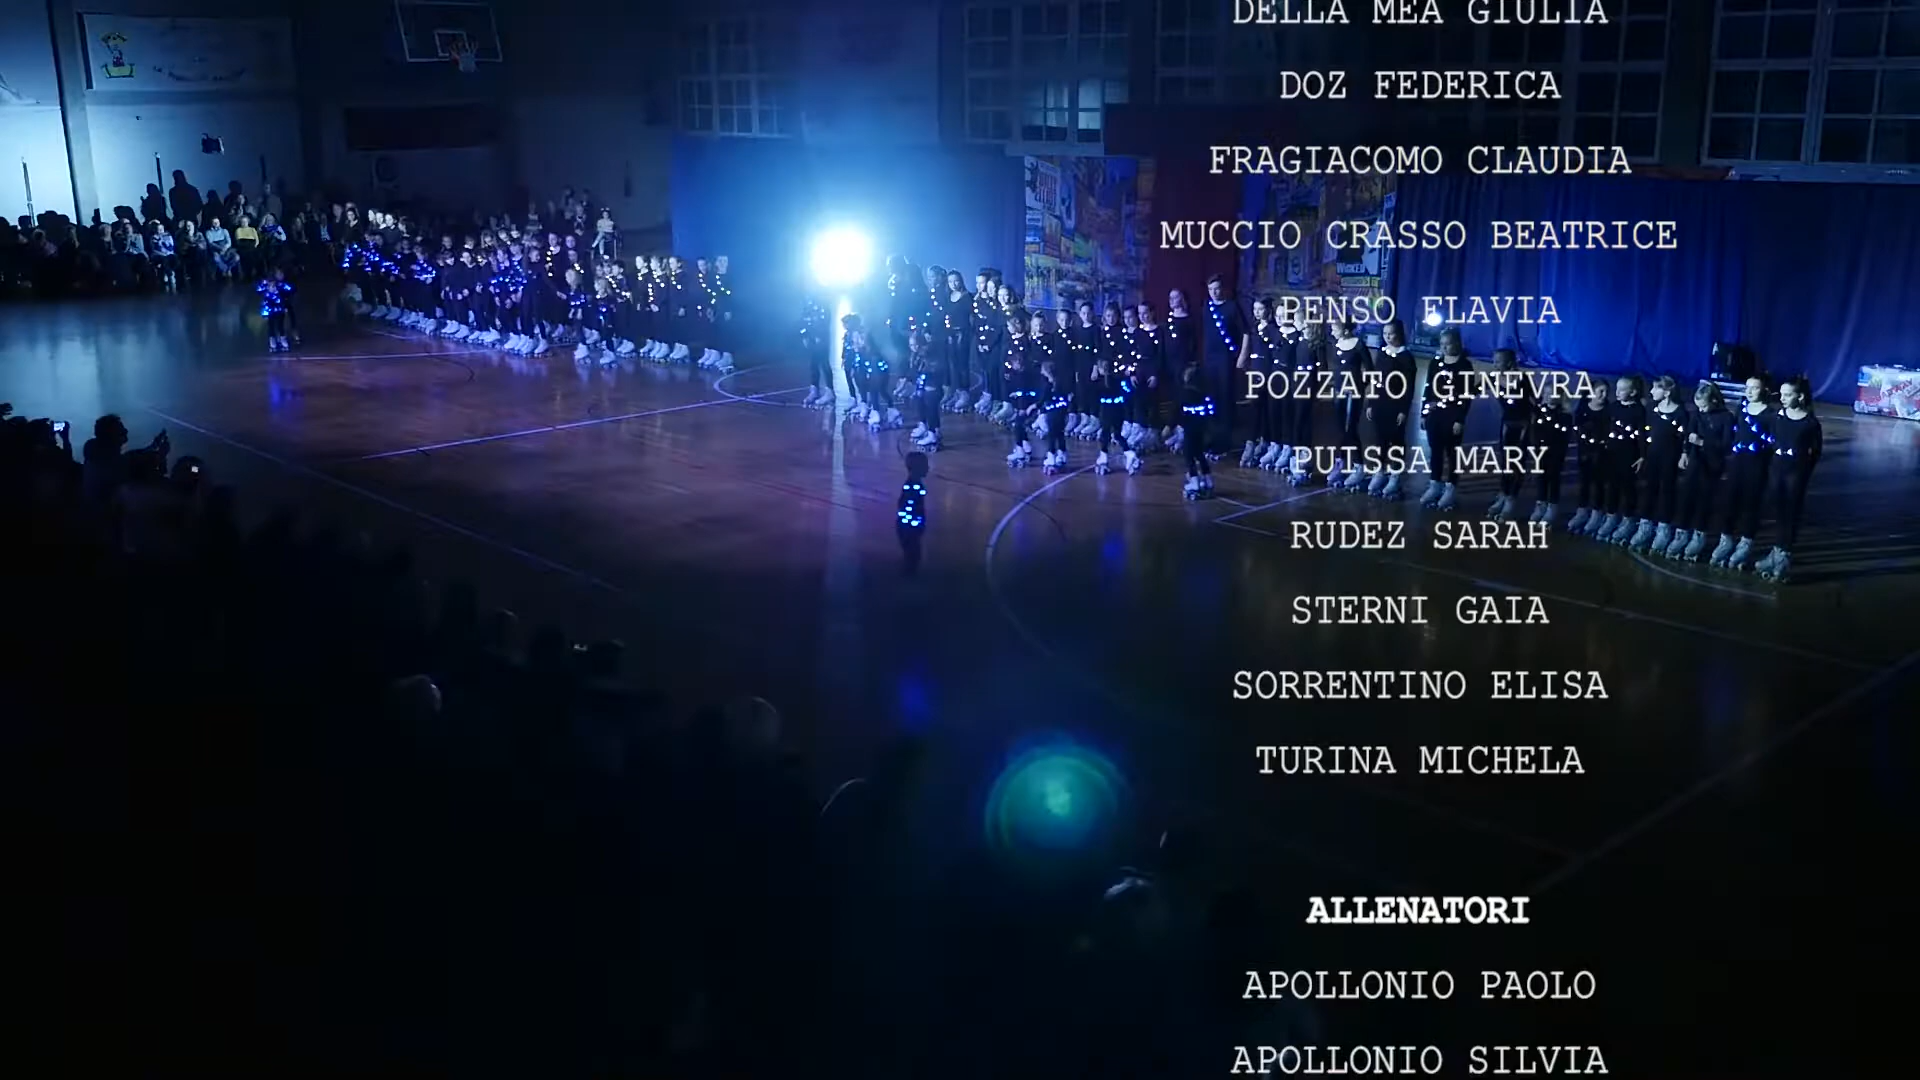 DELLA MEA GIULIA
DOZ FEDERICA
FRAGIACOMO CLAUDIA
MUCCIO CRASSO BEATRICE
WICKED
PENSO FLAVIA
POZZATO GINEVRA
PUISSA MARY
RUDEZ SARAH
STERNI GAIA
SORRENTINO ELISA
TURINA MICHELA
ALLENATORI
APOLLONIO PAOLO
APOLLONIO SILVIA